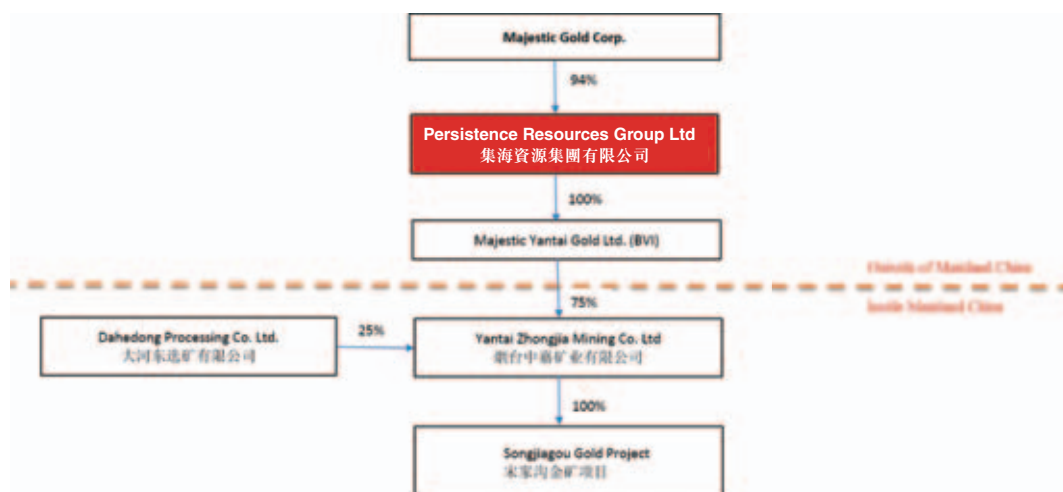 Majestic Gold Corp.
94%
Persistence Resources Group Ltd
集海資源集團有限公司
100%
Majestic Yantai Gold Ltd. (BVI)
Outside of Mainland China
75%
Inside Mainland China
Dahedong Processing Co. Ltd.
大河东选矿有限公司
25%
Yantai Zhongjia Mining Co. Ltd
烟台中嘉矿业有限公司
100%
Songjiagou Gold Project
宋家沟金矿项目